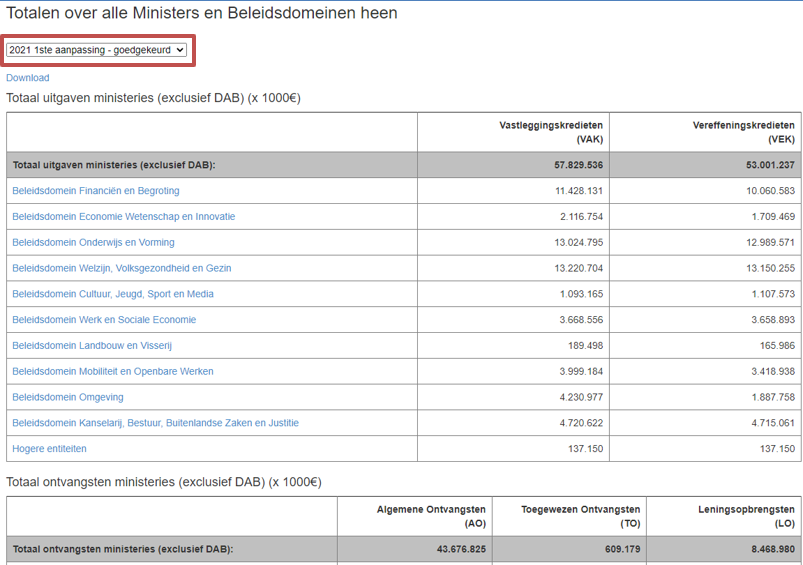 Totalen over alle Ministers en Beleidsdomeinen heen
2021 1ste aanpassing - goedgekeurd
Download
Totaal uitgaven ministeries (exclusief DAB) (x 1000€)
Vastleggingskredieten (VAK) Vereffeningskredieten (VEK)
Totaal uitgaven ministeries (exclusief DAB): 57.829.536 53.001.237
Beleidsdomein Financiën en Begroting 11.428.131 10.060.583
Beleidsdomein Economie Wetenschap en Innovatie 2.116.754 1.709.469
Beleidsdomein Onderwijs en Vorming 13.024.795 12.989.571
Beleidsdomein Welzijn, Volksgezondheid en Gezin 13.220.704 13.150.255
Beleidsdomein Cultuur, Jeugd, Sport en Media 1.093.165 1.107.573
Beleidsdomein Werk en Sociale Economie 3.668.556 3.658.893
Beleidsdomein Landbouw en Visserij 189.498 165.986
Beleidsdomein Mobiliteit en Openbare Werken 3.999.184 3.418.938
Beleidsdomein Omgeving 4.230.977 1.887.758
Beleidsdomein Kanselarij, Bestuur, Buitenlandse Zaken en Justitie 4.720.622 4.715.061
Hogere entiteiten 137.150 137.150
Totaal ontvangsten ministeries (exclusief DAB) (x 1000€)
Algemene Ontvangsten (AO) Toegewezen Ontvangsten (TO) Leningsopbrengsten (LO)
Totaal ontvangsten ministeries (exclusief DAB): 43.676.825 609.179 8.468.980